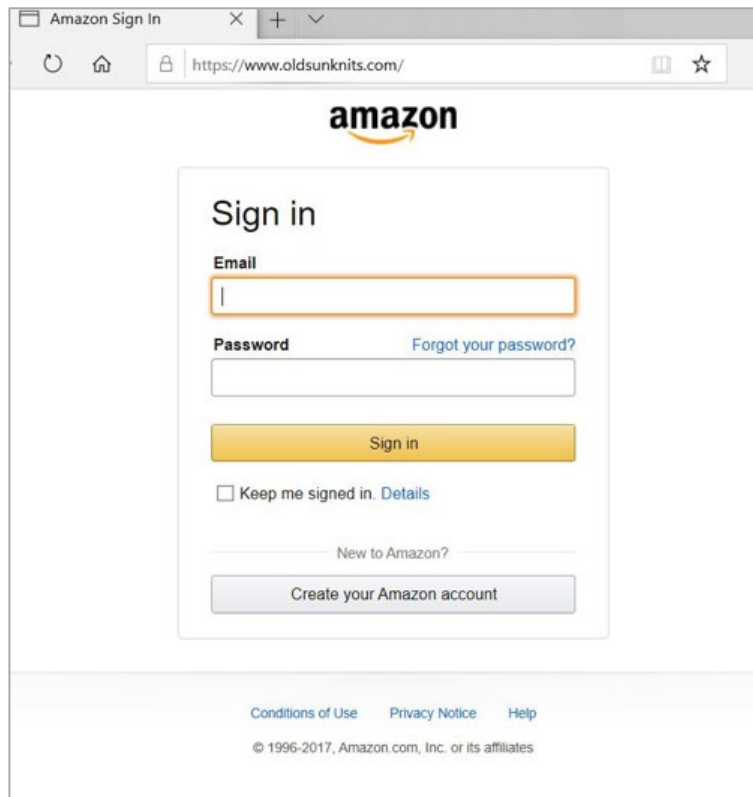 Amazon Sign In
https://www.oldsunknits.com/
amazon
Sign in
Email
Password Forgot your password?
Sign in
Keep me signed in. Details
New to Amazon?
Create your Amazon account
Conditions of Use Privacy Notice Help
© 1996-2017, Amazon.com, Inc. or its affiliates